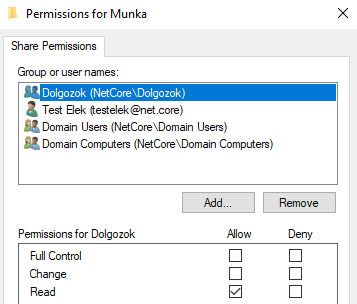 Permissions for Munka
Share Permissions
Group or user names:
Dolgozok (NetCore\Dolgozok)
Test Elek (testelek@net.core)
Domain Users (NetCore\Domain Users)
Domain Computers (NetCore\Domain Computers)
Add... Remove
Permissions for Dolgozok Allow Deny
Full Control
Change
Read